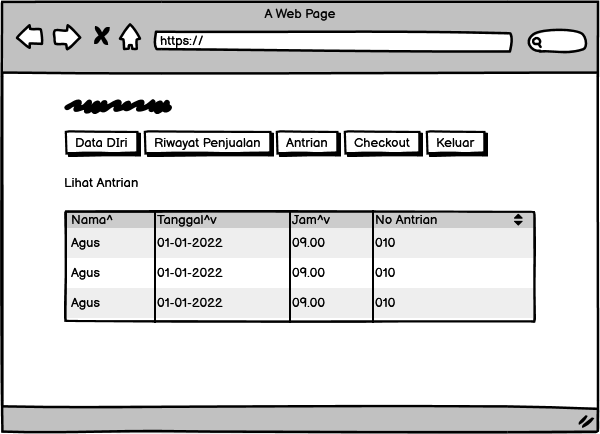 A Web Page
https://
Data DIri Riwayat Penjualan Antrian Checkout Keluar
Lihat Antrian
Nama^ Tanggal^v Jam^v No Antrian
Agus 01-01-2022 09.00 010
Agus 01-01-2022 09.00 010
Agus 01-01-2022 09.00 010